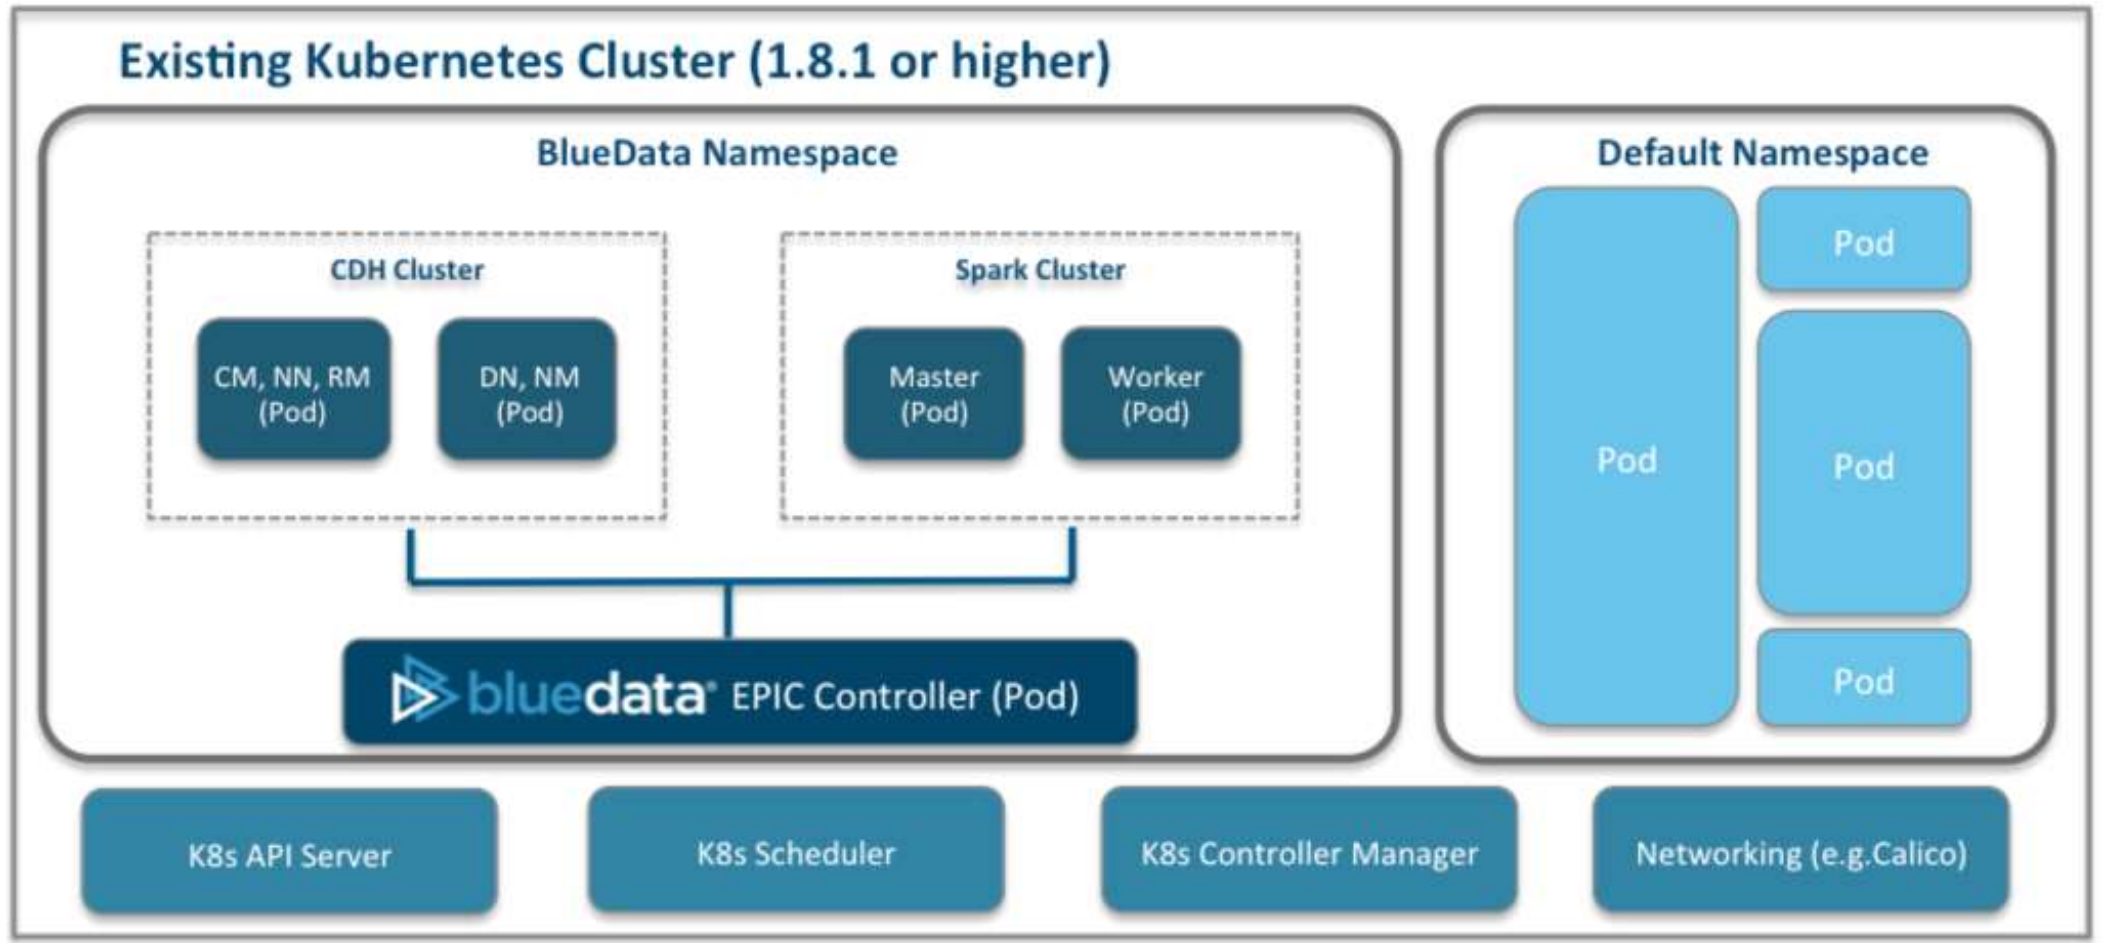 Existing Kubernetes Cluster (1.8.1 or higher)
BlueData Namespace
CDH Cluster
CM, NN, RM
(Pod)
DN, NM
(Pod)
Spark Cluster
Master
(Pod)
Worker
(Pod)
bluedata® EPIC Controller (Pod)
Default Namespace
Pod
Pod
Pod
Pod
K8s API Server
K8s Scheduler
K8s Controller Manager
Networking (e.g.Calico)